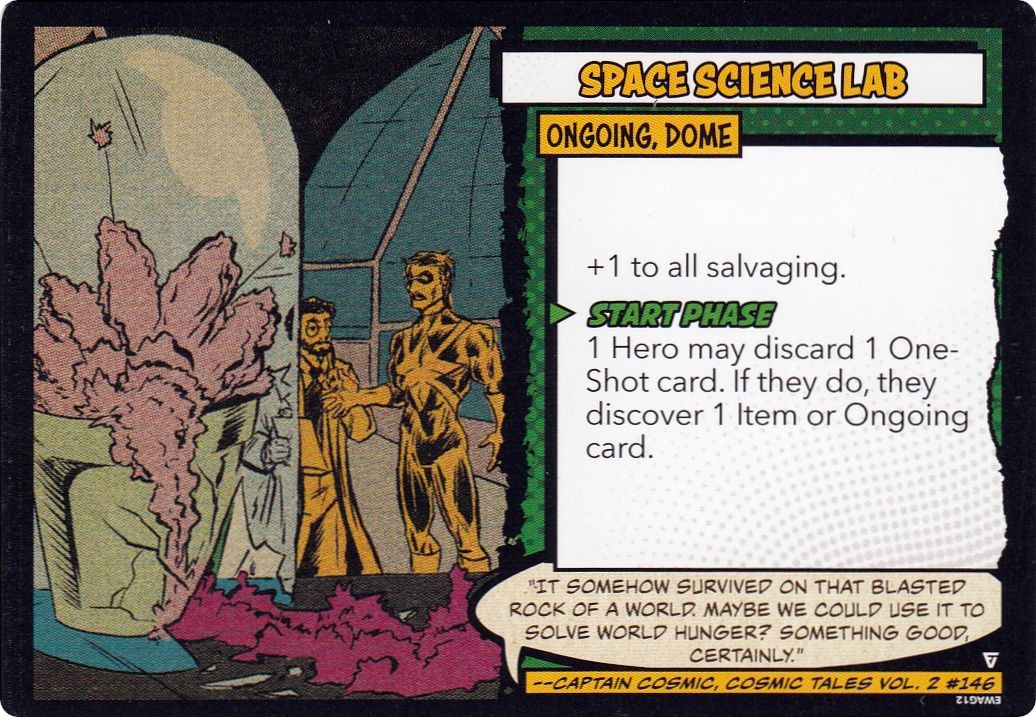 SPACE SCIENCE LAB
ONGOING, DOME
+1 to all salvaging.
START PHASE
1 Hero may discard 1 One-
Shot card. If they do, they
discover 1 Item or Ongoing
card.
"IT SOMEHOW SURVIVED ON THAT BLASTED
ROCK OF A WORLD. MAYBE WE COULD USE IT TO
SOLVE WORLD HUNGER? SOMETHING GOOD,
CERTAINLY."
--CAPTAIN COSMIC, COSMIC TALES VOL. 2 #146
A
EWAG12